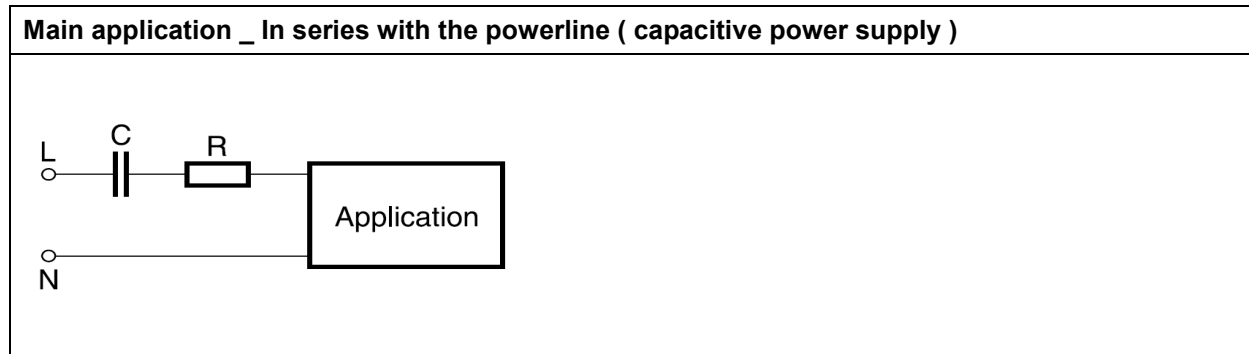 Main application _ In series with the powerline ( capacitive power supply )
L
C
R
Application
N